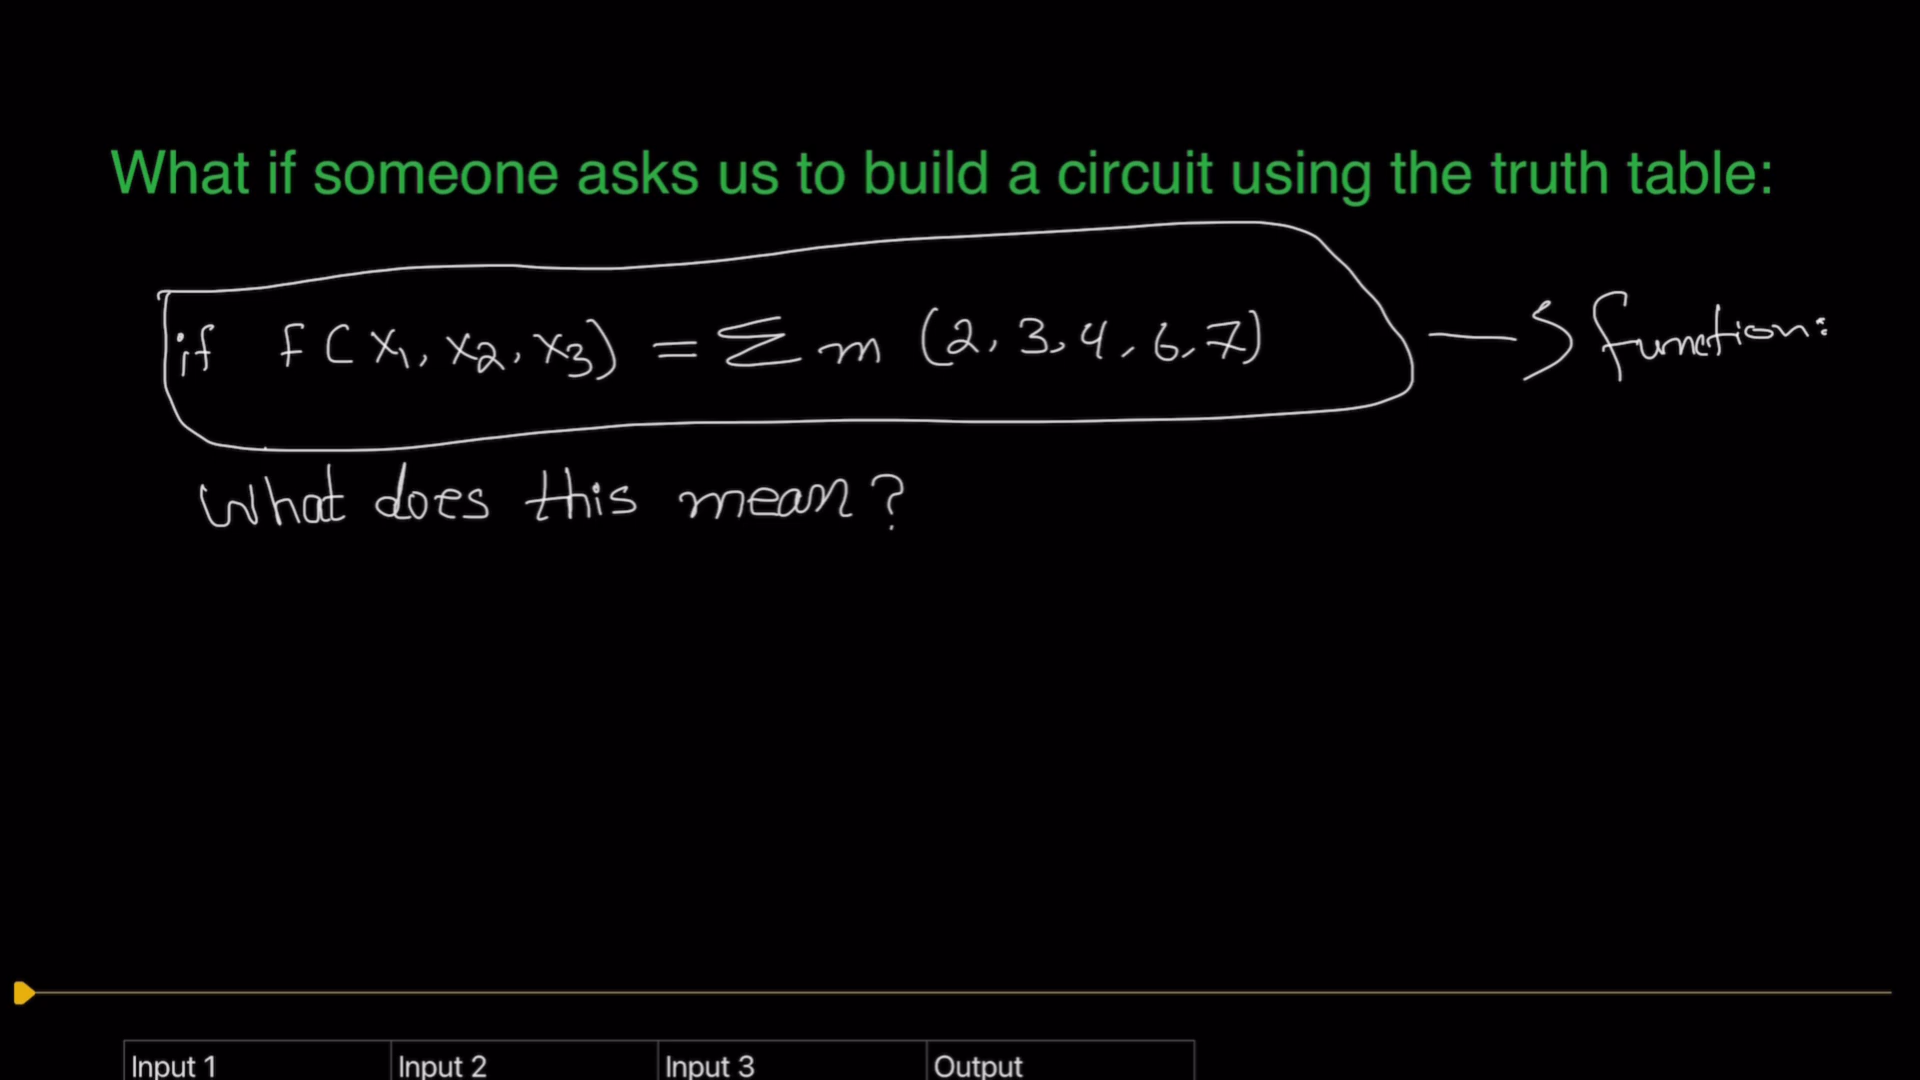 What if someone asks us to build a circuit using the truth table:
if f(x₁, x₂, x₃) = Σ m (2, 3, 4, 6, 7) → function:
What does this mean?
Input 1 Input 2 Input 3 Output